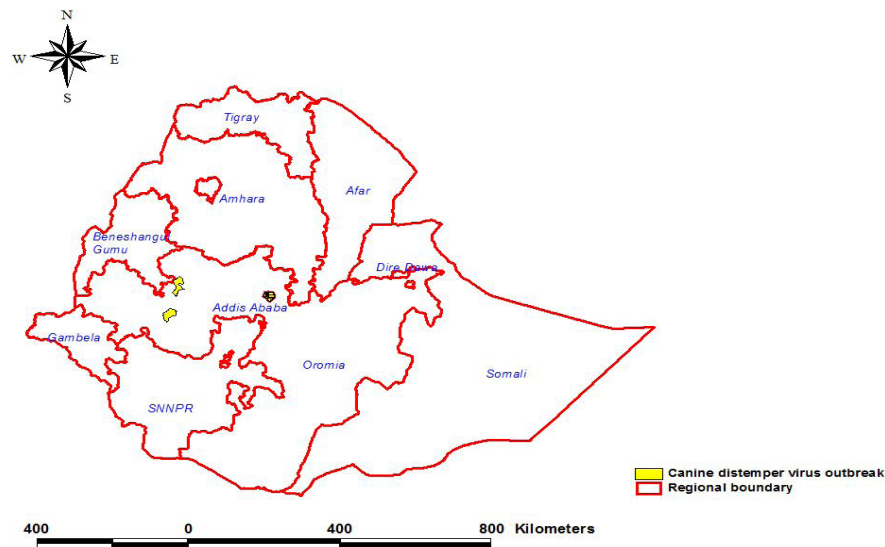 N
W
E
S
Tigray
Afar
Amhara
Beneshangul
Gumu
Dire Dawa
Addis Ababa
Gambela
Oromia
Somali
SNNPR
Canine distemper virus outbreak
Regional boundary
400 0 400 800 Kilometers